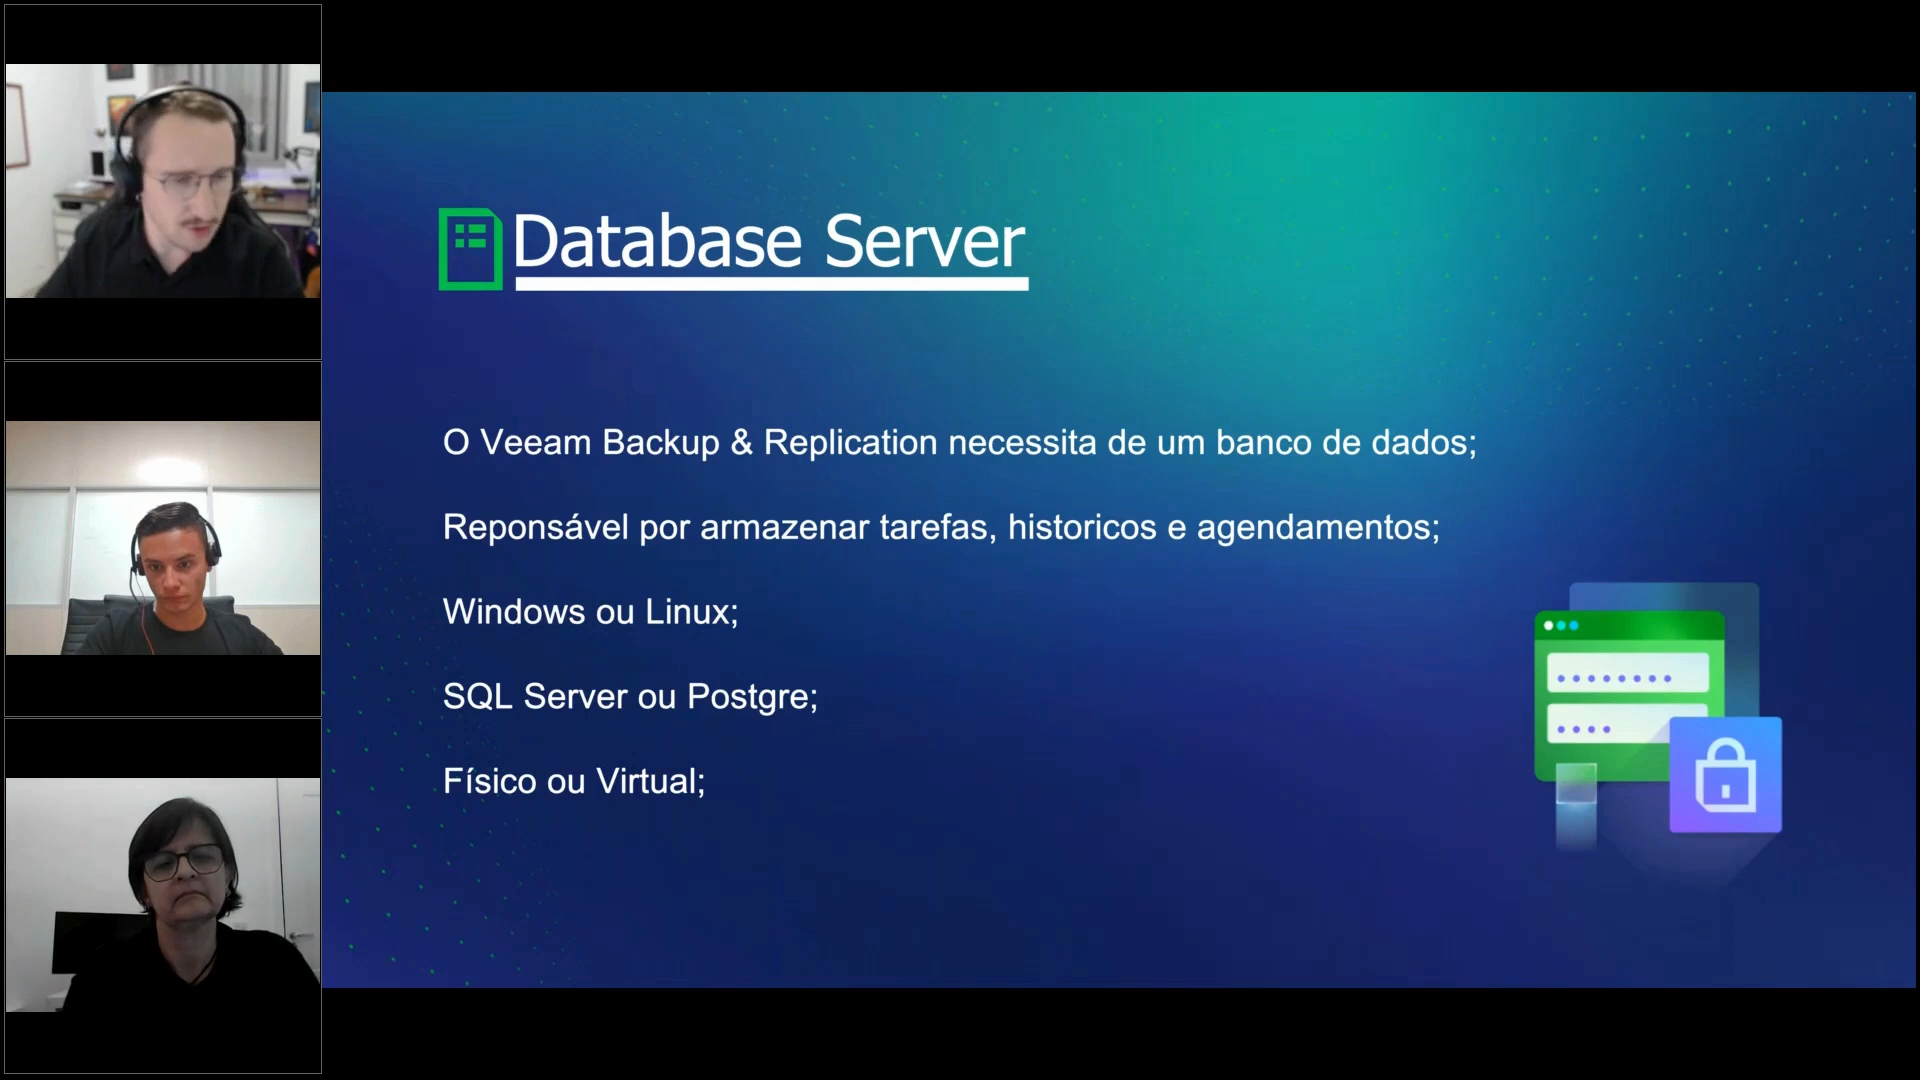 Database Server
O Veeam Backup & Replication necessita de um banco de dados;
Reponsável por armazenar tarefas, historicos e agendamentos;
Windows ou Linux;
SQL Server ou Postgre;
Físico ou Virtual;